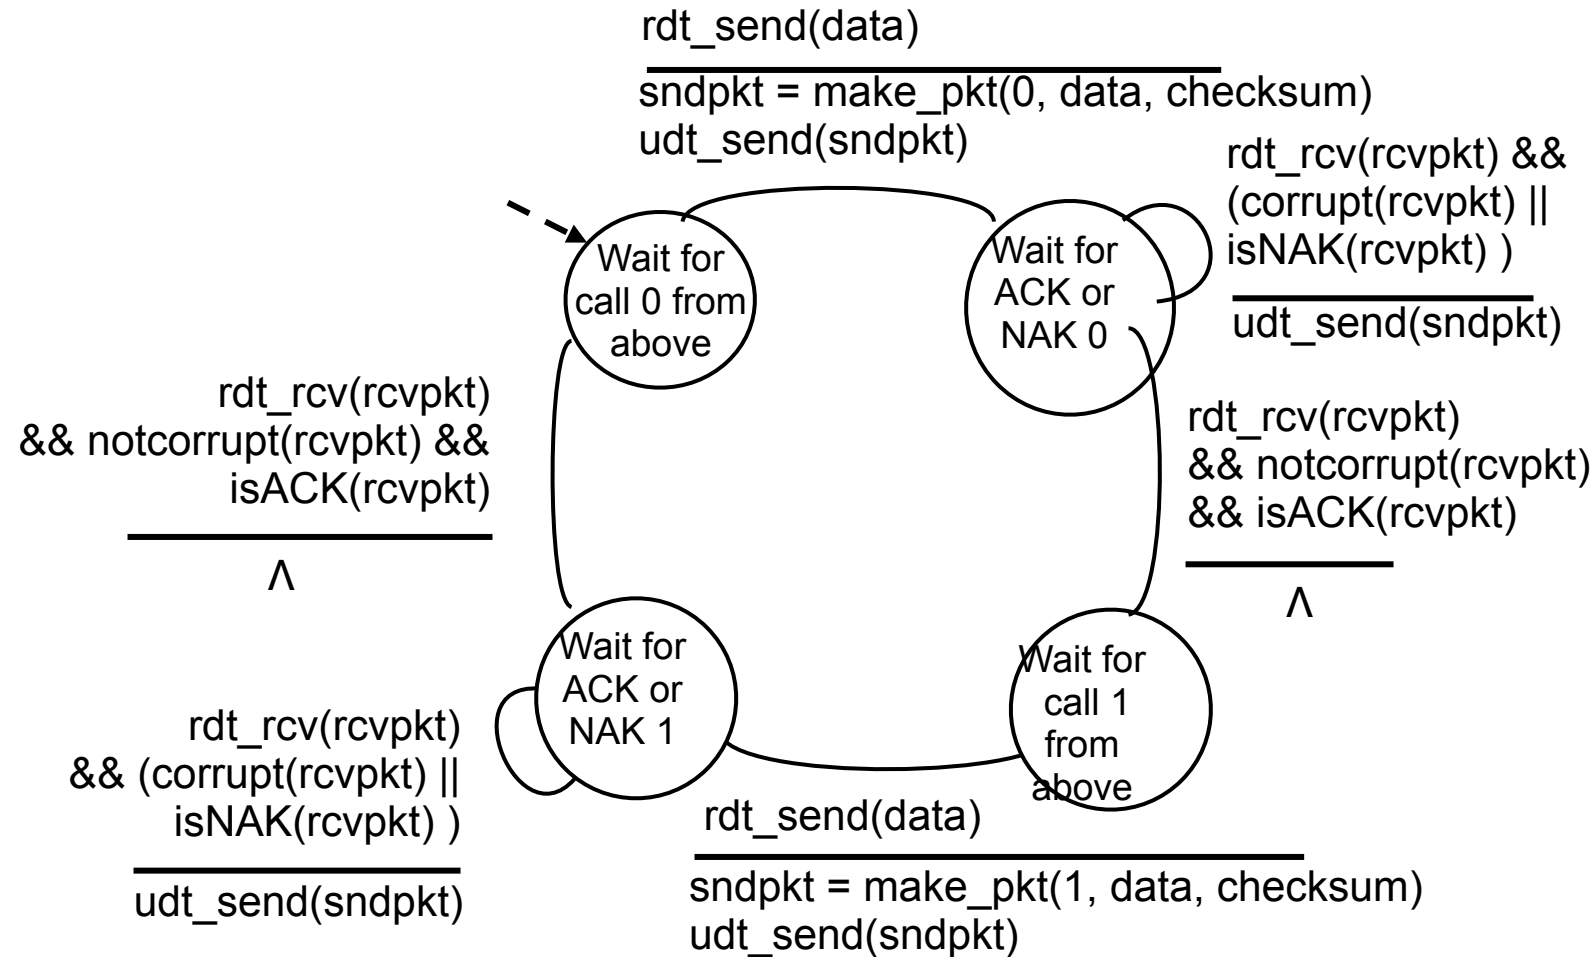 rdt_send(data)
sndpkt = make_pkt(0, data, checksum)
udt_send(sndpkt)
rdt_rcv(rcvpkt) &&
(corrupt(rcvpkt) ||
isNAK(rcvpkt) )
udt_send(sndpkt)
Wait for
call 0 from
above
Wait for
ACK or
NAK 0
rdt_rcv(rcvpkt)
&& notcorrupt(rcvpkt) &&
isACK(rcvpkt)
Λ
rdt_rcv(rcvpkt)
&& notcorrupt(rcvpkt)
&& isACK(rcvpkt)
Λ
Wait for
ACK or
NAK 1
Wait for
call 1
from
above
rdt_rcv(rcvpkt)
&& (corrupt(rcvpkt) ||
isNAK(rcvpkt) )
udt_send(sndpkt)
rdt_send(data)
sndpkt = make_pkt(1, data, checksum)
udt_send(sndpkt)